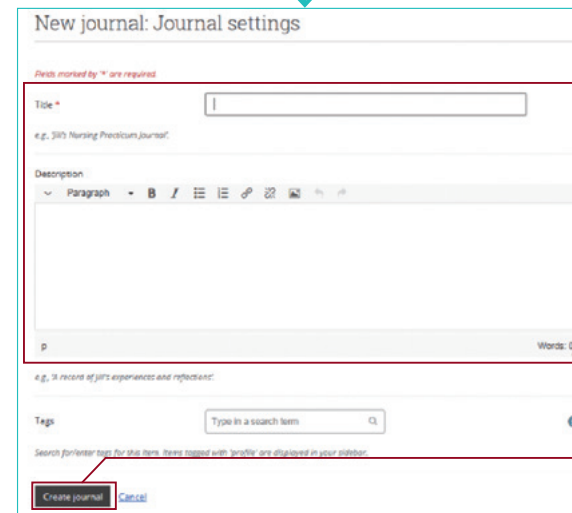 New journal: Journal settings
Fields marked by '*' are required.
Title *
e.g., 'Jill's Nursing Practicum Journal'.
Description
Paragraph B I
p Words: 0
e.g., 'A record of Jill's experiences and reflections'.
Tags Type in a search term
Search for/enter tags for this item. Items tagged with 'profile' are displayed in your sidebar.
Create journal Cancel